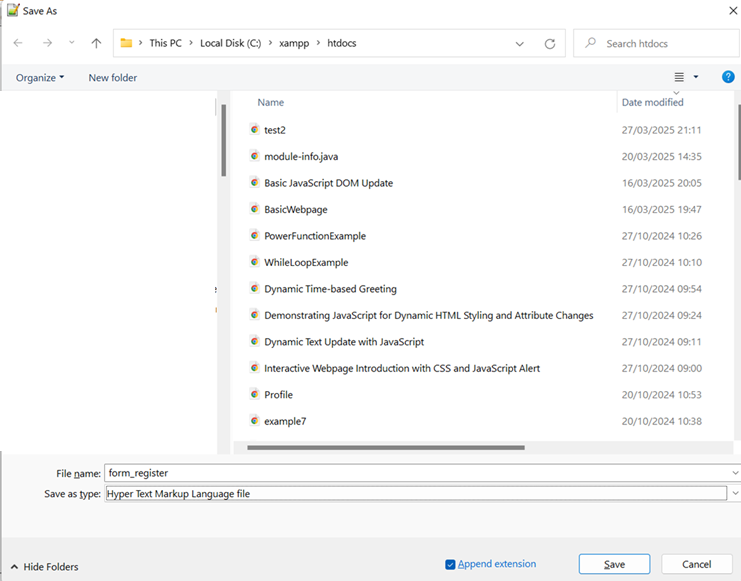 Save As
This PC > Local Disk (C:) > xampp > htdocs
Search htdocs
Organize
New folder
Name Date modified
test2 27/03/2025 21:11
module-info.java 20/03/2025 14:35
Basic JavaScript DOM Update 16/03/2025 20:05
BasicWebpage 16/03/2025 19:47
PowerFunctionExample 27/10/2024 10:26
WhileLoopExample 27/10/2024 10:10
Dynamic Time-based Greeting 27/10/2024 09:54
Demonstrating JavaScript for Dynamic HTML Styling and Attribute Changes 27/10/2024 09:24
Dynamic Text Update with JavaScript 27/10/2024 09:11
Interactive Webpage Introduction with CSS and JavaScript Alert 27/10/2024 09:00
Profile 20/10/2024 10:53
example7 20/10/2024 10:38
File name: form_register
Save as type: Hyper Text Markup Language file
Hide Folders
Append extension
Save
Cancel